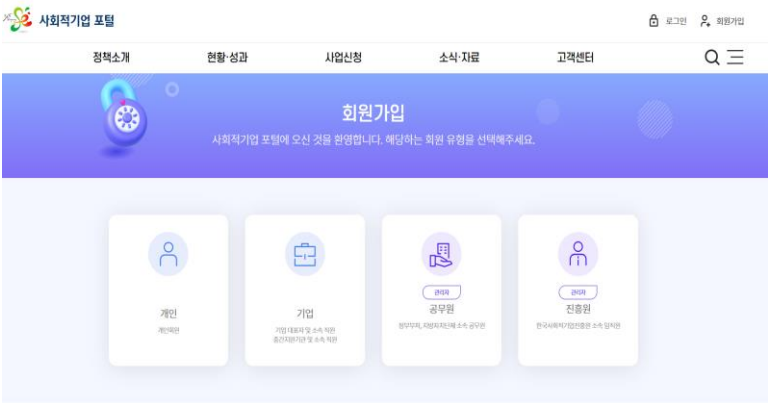 사회적기업 포털
로그인
회원가입
정책소개
현황·성과
사업신청
소식·자료
고객센터
회원가입
사회적기업 포털에 오신 것을 환영합니다. 해당하는 회원 유형을 선택해주세요.
개인
개인회원
기업
기업 대표자 및 소속 직원
중간지원기관 및 소속 직원
관리자
공무원
정부부처, 지방자치단체 소속 공무원
관리자
진흥원
한국사회적기업진흥원 소속 임직원